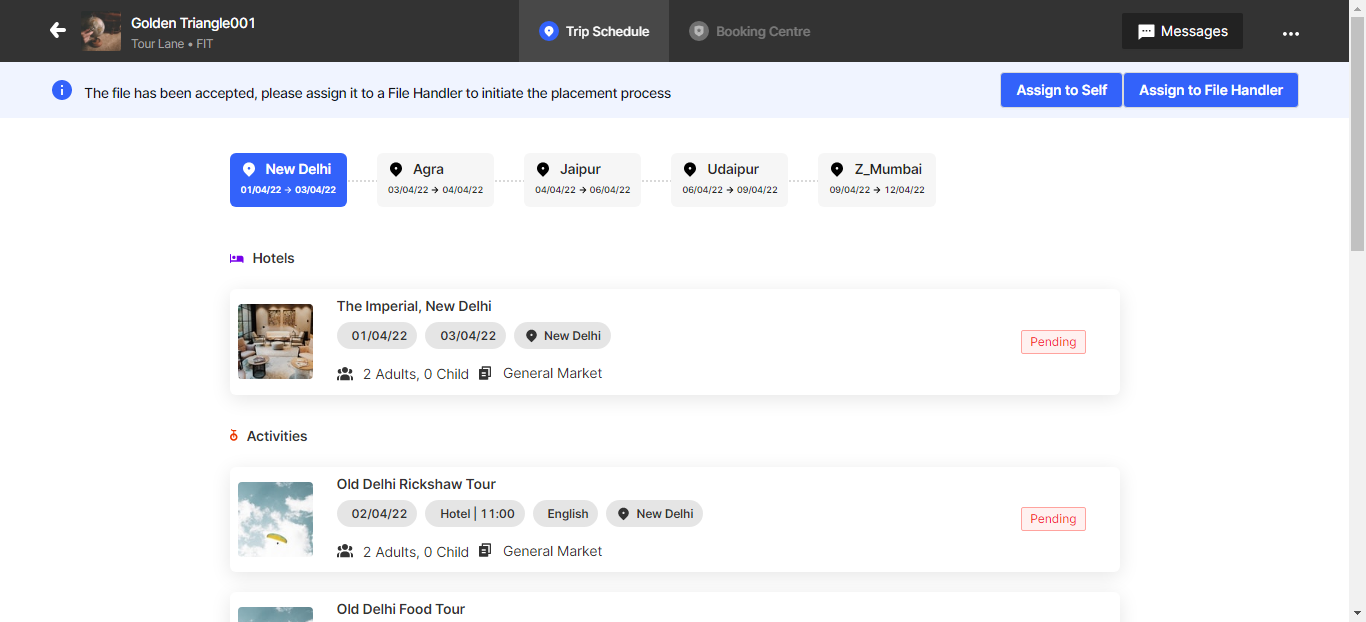 Golden Triangle001
Tour Lane • FIT
Trip Schedule
Booking Centre
Messages
The file has been accepted, please assign it to a File Handler to initiate the placement process
Assign to Self
Assign to File Handler
New Delhi
01/04/22 → 03/04/22
Agra
03/04/22 → 04/04/22
Jaipur
04/04/22 → 06/04/22
Udaipur
06/04/22 → 09/04/22
Z_Mumbai
09/04/22 → 12/04/22
Hotels
The Imperial, New Delhi
01/04/22
03/04/22
New Delhi
Pending
2 Adults, 0 Child
General Market
Activities
Old Delhi Rickshaw Tour
02/04/22
Hotel | 11:00
English
New Delhi
Pending
2 Adults, 0 Child
General Market
Old Delhi Food Tour